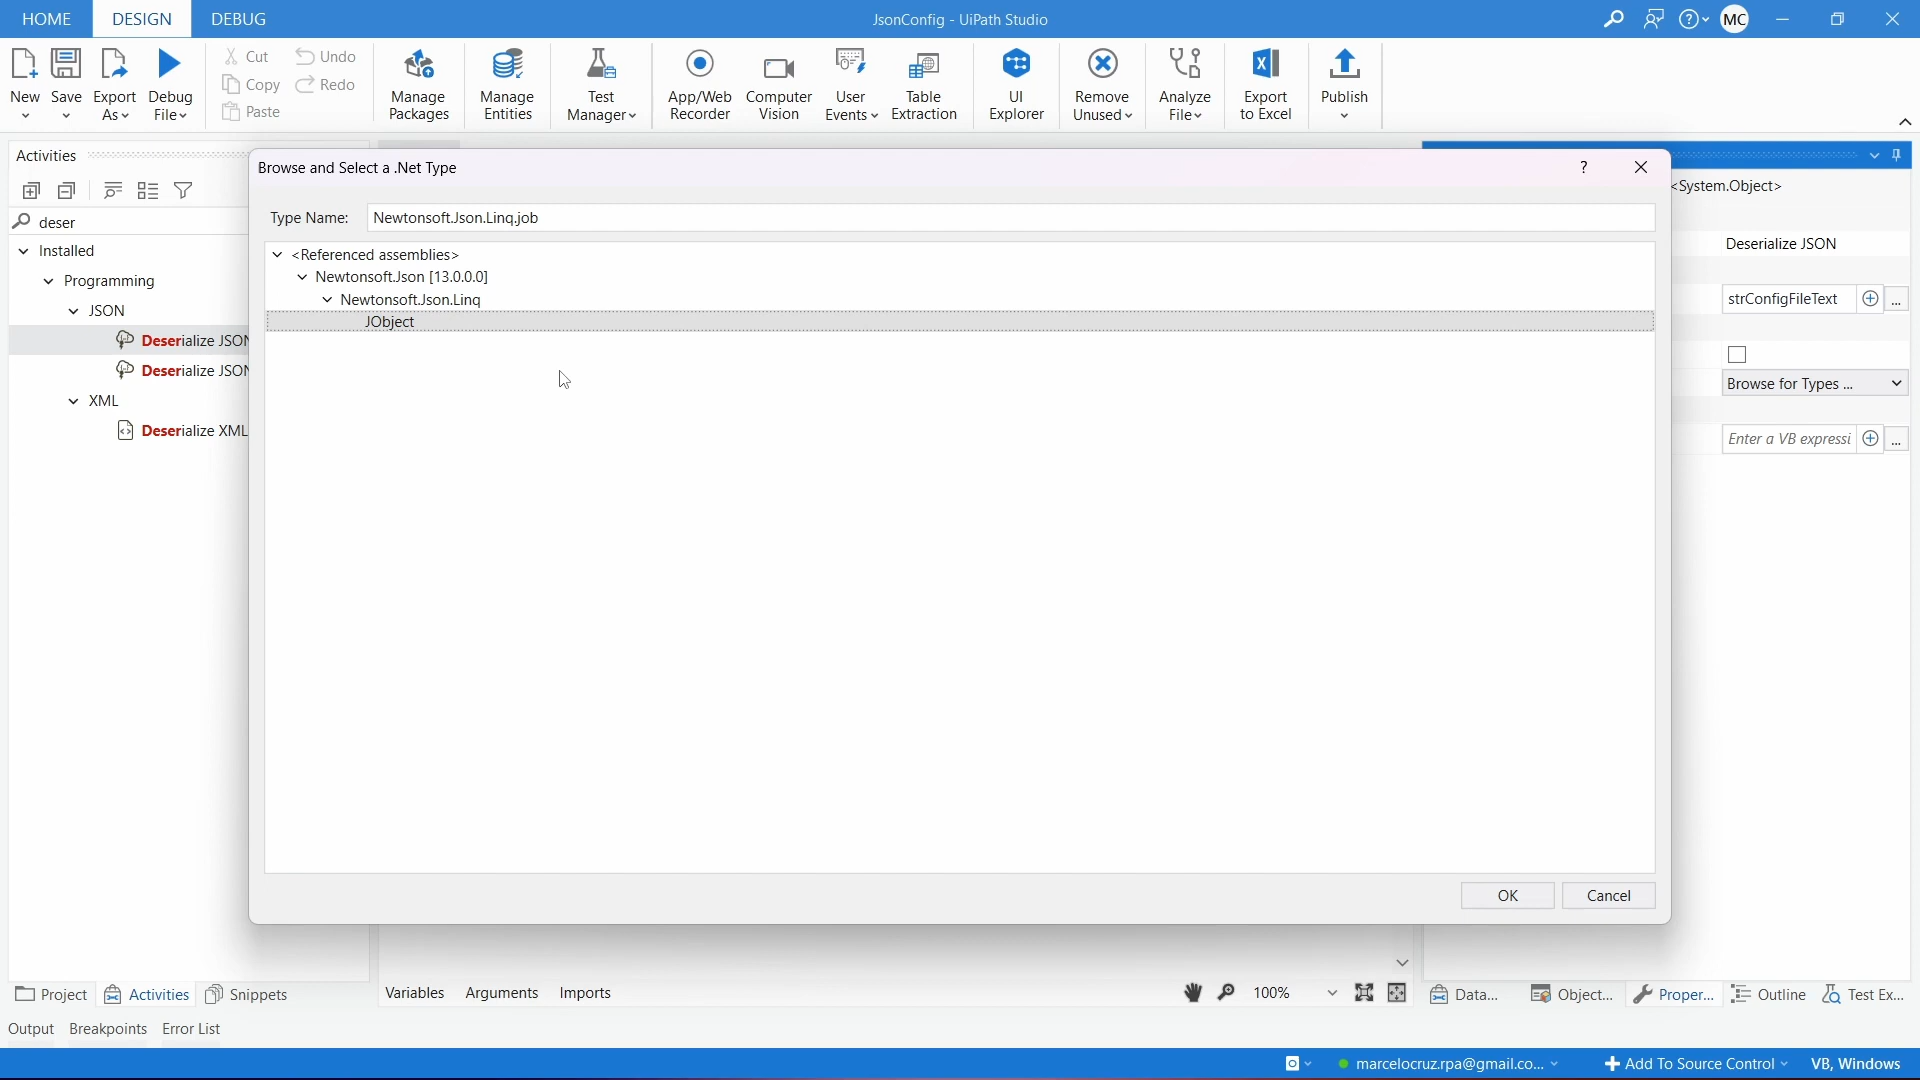 HOME DESIGN DEBUG JsonConfig - UiPath Studio MC
New Save Export As Debug File
Cut Undo
Copy Redo
Paste
Manage Packages
Manage Entities
Test Manager
App/Web Recorder
Computer Vision
User Events
Table Extraction
UI Explorer
Remove Unused
Analyze File
Export to Excel
Publish
Activities
deser
Installed
Programming
JSON
Deserialize JSON
Deserialize JSON
XML
Deserialize XML
Browse and Select a .Net Type ?
Type Name: Newtonsoft.Json.Linq.job
<Referenced assemblies>
Newtonsoft.Json [13.0.0.0]
Newtonsoft.Json.Linq
JObject
OK Cancel
<System.Object>
Deserialize JSON
strConfigFileText ...
Browse for Types ...
Enter a VB expressi ...
Project Activities Snippets
Variables Arguments Imports 100%
Data... Object... Proper... Outline Test Ex...
Output Breakpoints Error List
marcelocruz.rpa@gmail.co... Add To Source Control VB, Windows